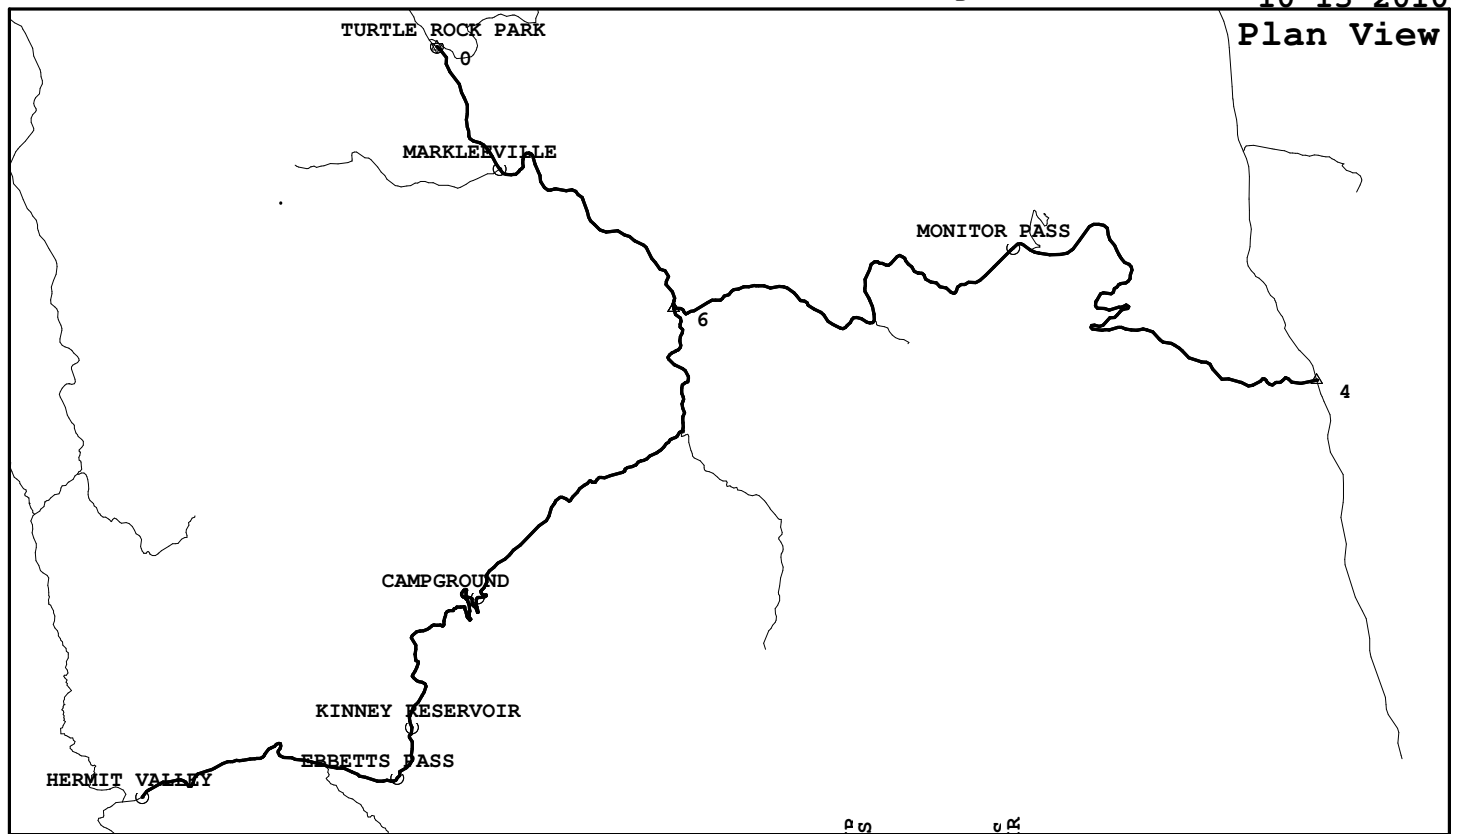 Plan View
TURTLE ROCK PARK
0
MARKLEEVILLE
MONITOR PASS
6
4
CAMPGROUND
KINNEY RESERVOIR
EBBETTS PASS
HERMIT VALLEY